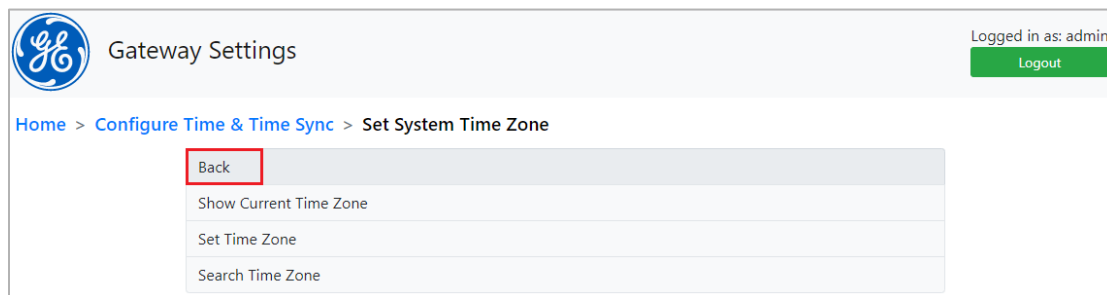 GE
Gateway Settings
Logged in as: admin
Logout
Home > Configure Time & Time Sync > Set System Time Zone
Back
Show Current Time Zone
Set Time Zone
Search Time Zone